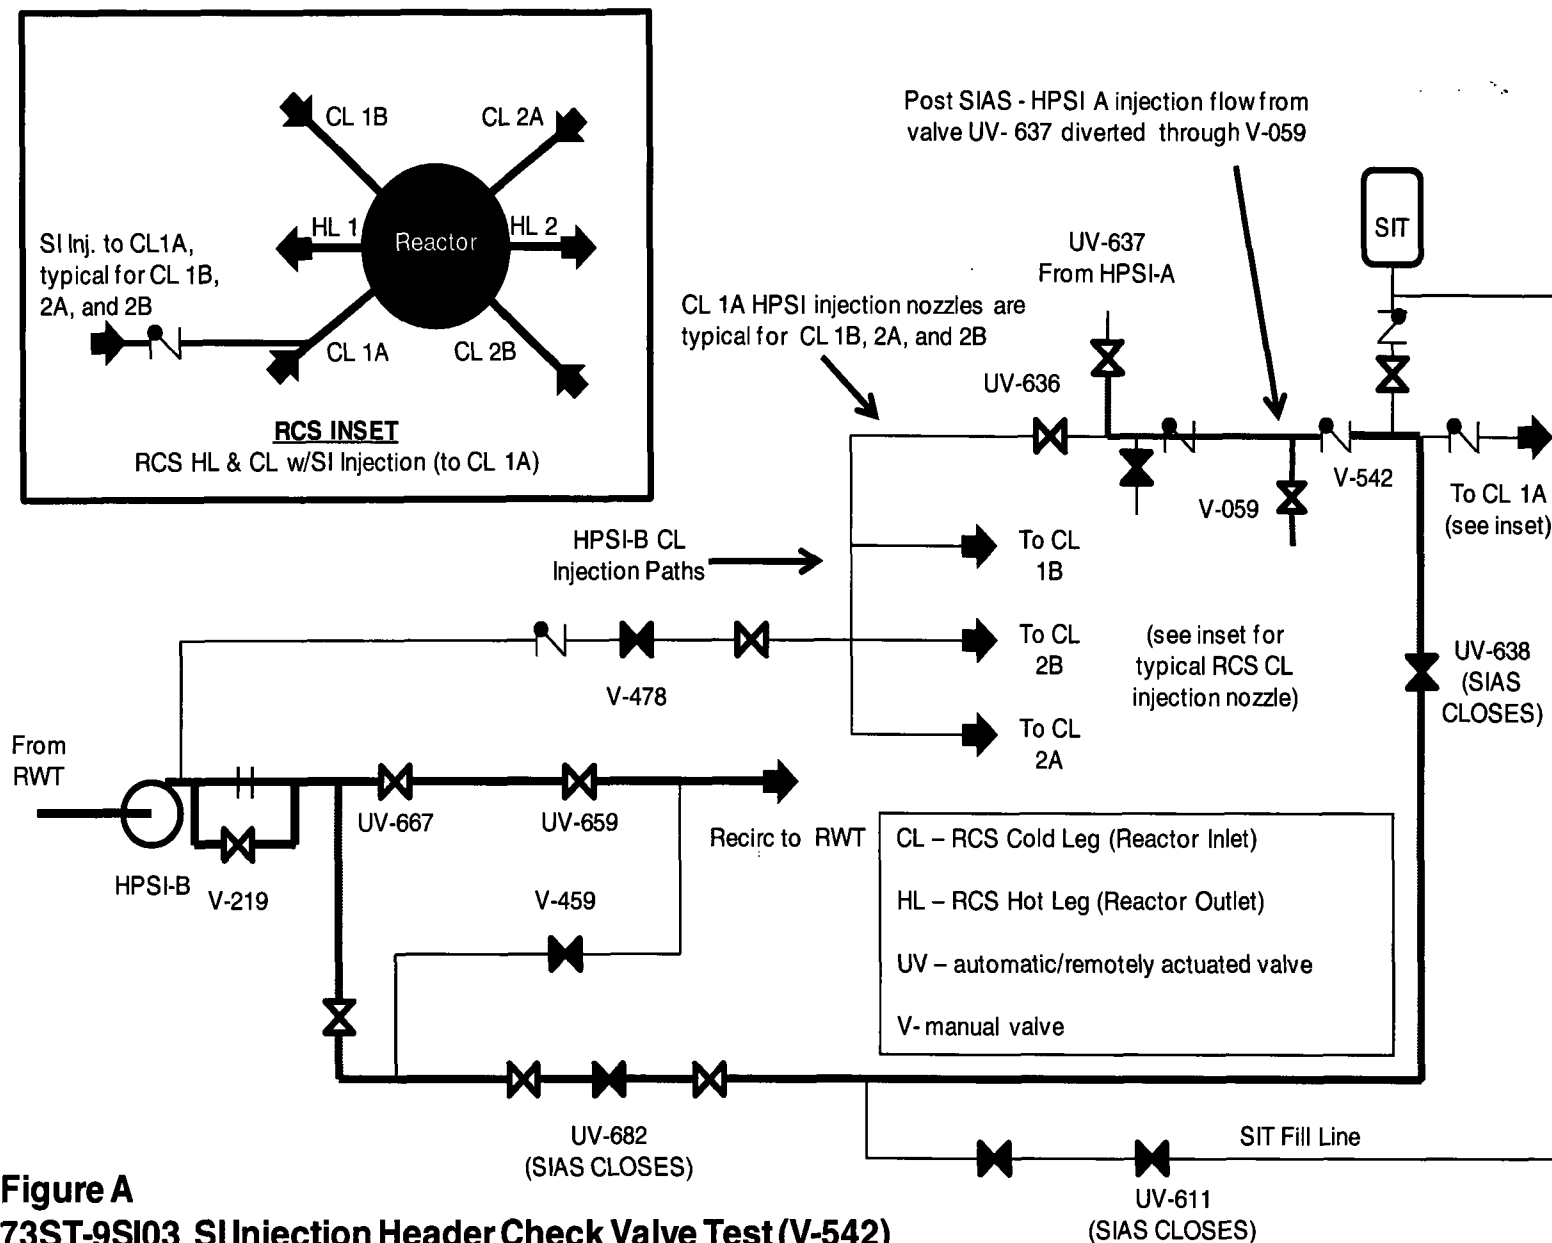 CL 1B
CL 2A
HL 1
Reactor
HL 2
SI Inj. to CL1A,
typical for CL 1B,
2A, and 2B
CL 1A
CL 2B
RCS INSET
RCS HL & CL w/SI Injection (to CL 1A)
Post SIAS - HPSI A injection flow from
valve UV- 637 diverted through V-059
SIT
UV-637
From HPSI-A
CL 1A HPSI injection nozzles are
typical for CL 1B, 2A, and 2B
UV-636
V-542
V-059
To CL 1A
(see inset)
HPSI-B CL
Injection Paths
To CL
1B
To CL
2B
(see inset for
typical RCS CL
injection nozzle)
UV-638
(SIAS
CLOSES)
V-478
To CL
2A
From
RWT
UV-667
UV-659
Recirc to RWT
HPSI-B
V-219
V-459
CL – RCS Cold Leg (Reactor Inlet)
HL – RCS Hot Leg (Reactor Outlet)
UV – automatic/remotely actuated valve
V- manual valve
UV-682
(SIAS CLOSES)
SIT Fill Line
UV-611
(SIAS CLOSES)
Figure A
73ST-9SI03 SI Injection Header Check Valve Test (V-542)